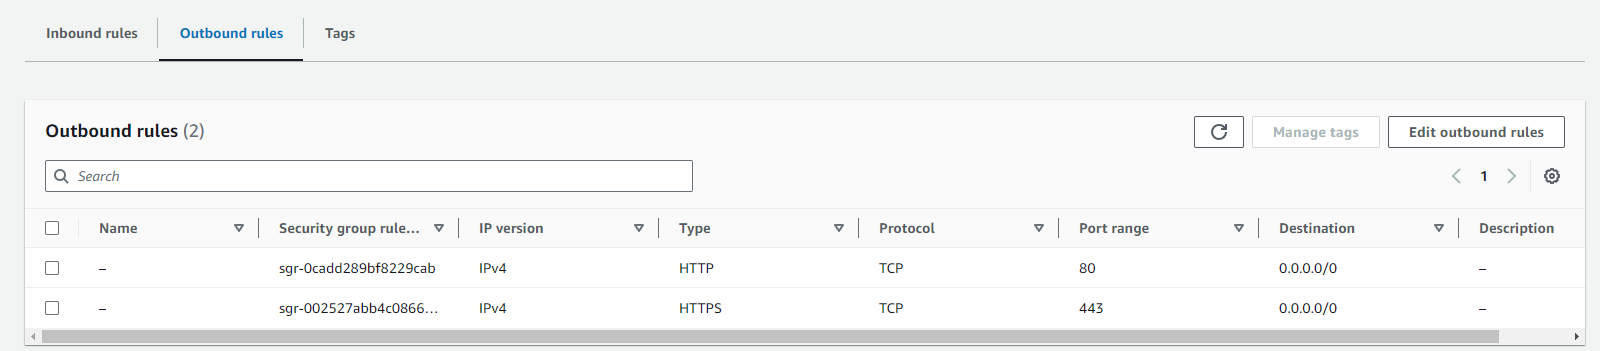 Inbound rules Outbound rules Tags
Outbound rules (2) Manage tags Edit outbound rules
Search 1
Name Security group rule... IP version Type Protocol Port range Destination Description
– sgr-0cadd289bf8229cab IPv4 HTTP TCP 80 0.0.0.0/0 –
– sgr-002527abb4c0866... IPv4 HTTPS TCP 443 0.0.0.0/0 –